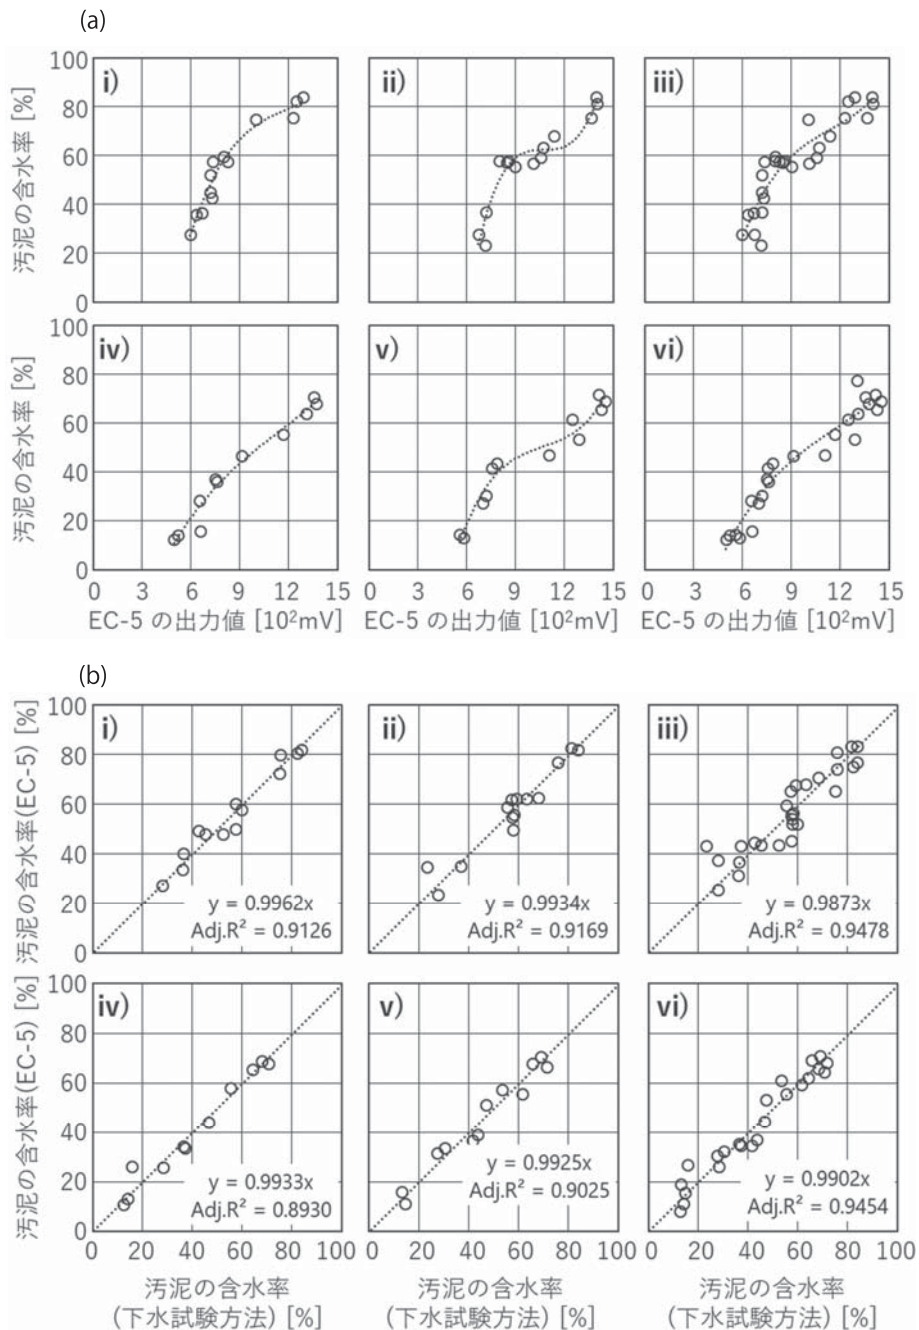 (a)
i)
ii)
iii)
汚泥の含水率 [%]
100
80
60
40
20
0
iv)
v)
vi)
汚泥の含水率 [%]
100
80
60
40
20
0
0 3 6 9 12 15
0 3 6 9 12 15
0 3 6 9 12 15
EC-5 の出力値 [10²mV]
EC-5 の出力値 [10²mV]
EC-5 の出力値 [10²mV]
(b)
i)
ii)
iii)
汚泥の含水率(EC-5) [%]
100
80
60
40
20
0
y = 0.9962x
Adj.R² = 0.9126
y = 0.9934x
Adj.R² = 0.9169
y = 0.9873x
Adj.R² = 0.9478
iv)
v)
vi)
汚泥の含水率(EC-5) [%]
100
80
60
40
20
0
y = 0.9933x
Adj.R² = 0.8930
y = 0.9925x
Adj.R² = 0.9025
y = 0.9902x
Adj.R² = 0.9454
0 20 40 60 80 100
0 20 40 60 80 100
0 20 40 60 80 100
汚泥の含水率
(下水試験方法) [%]
汚泥の含水率
(下水試験方法) [%]
汚泥の含水率
(下水試験方法) [%]